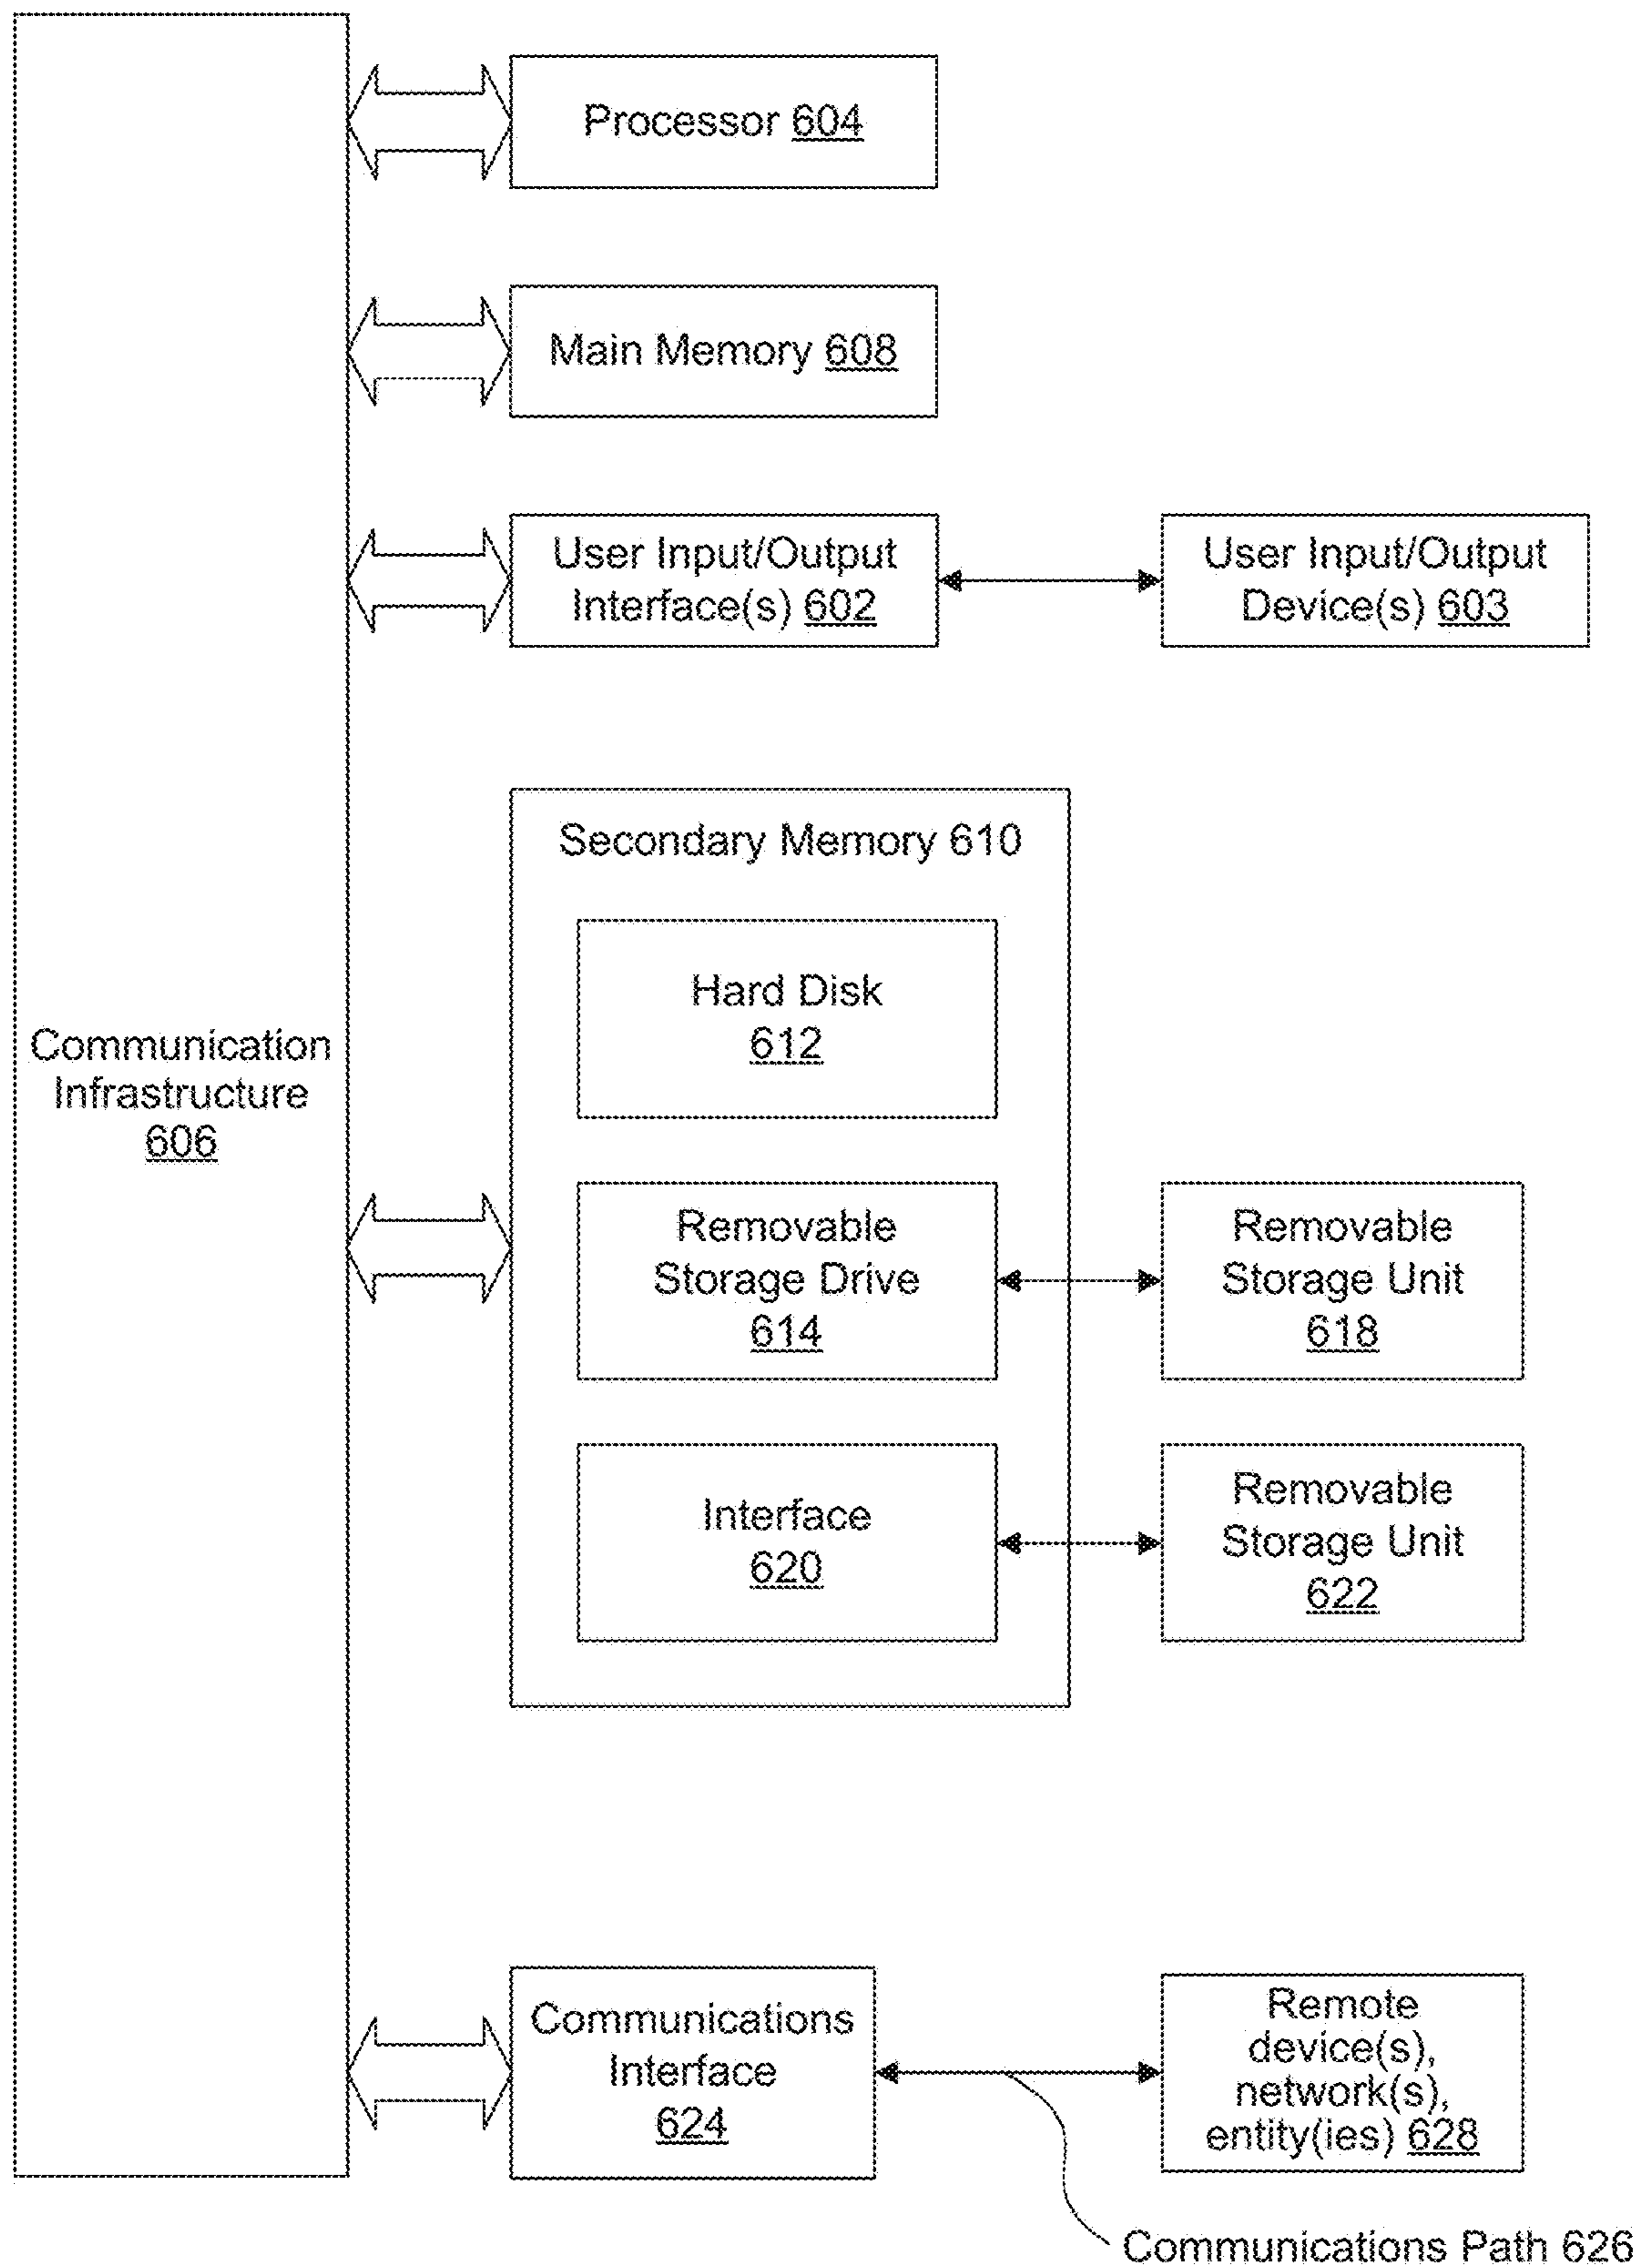 Processor 604
Main Memory 608
User Input/Output
Interface(s) 602
User Input/Output
Device(s) 603
Secondary Memory 610
Hard Disk
612
Communication
Infrastructure
606
Removable
Storage Drive
614
Removable
Storage Unit
618
Interface
620
Removable
Storage Unit
622
Communications
Interface
624
Remote
device(s),
network(s),
entity(ies) 628
Communications Path 626